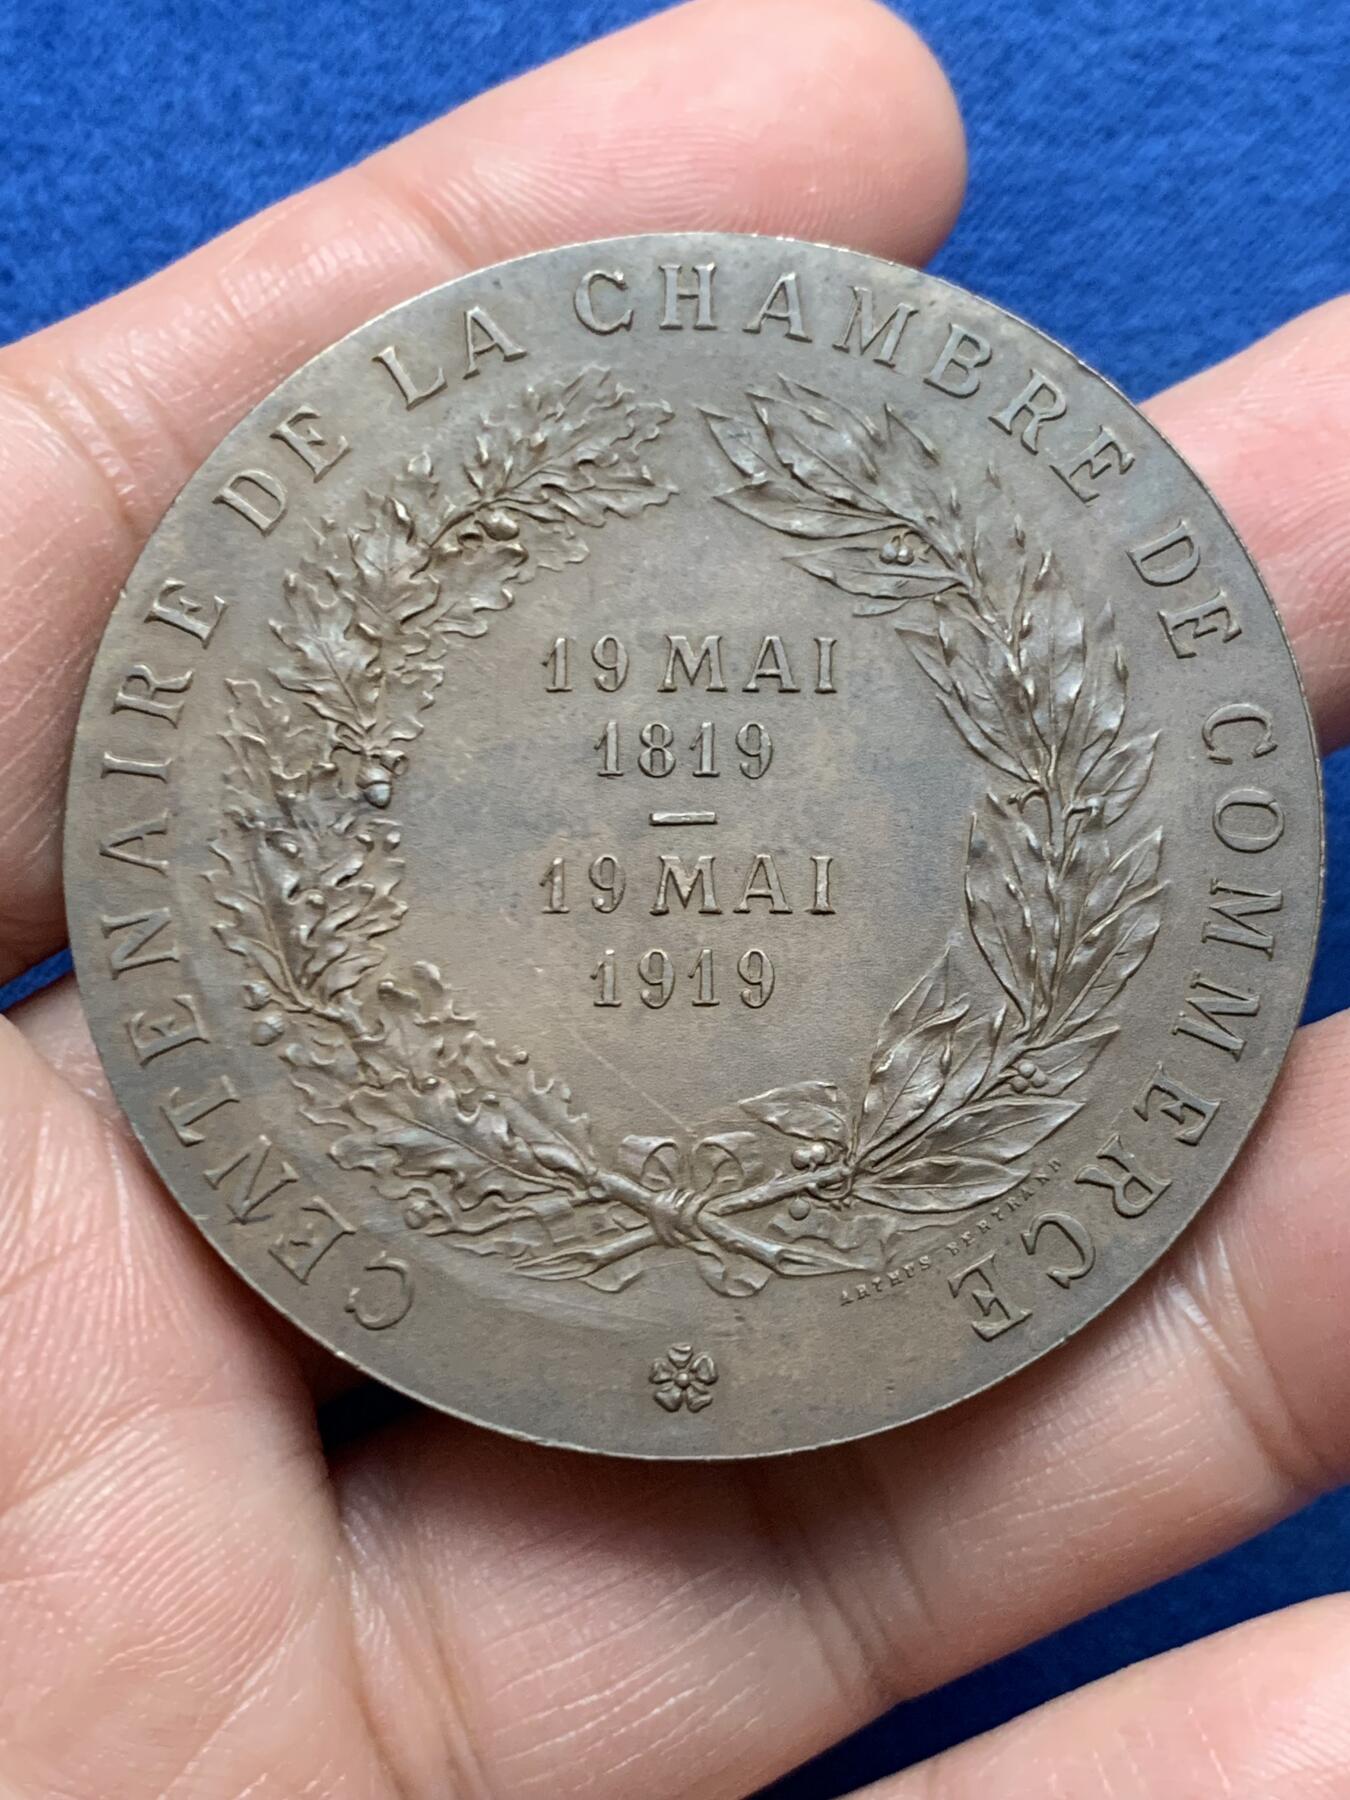 CENTENAIRE DE LA CHAMBRE DE COMMERCE
19 MAI
1819
—
19 MAI
1919
ARTHUS BERTRAND